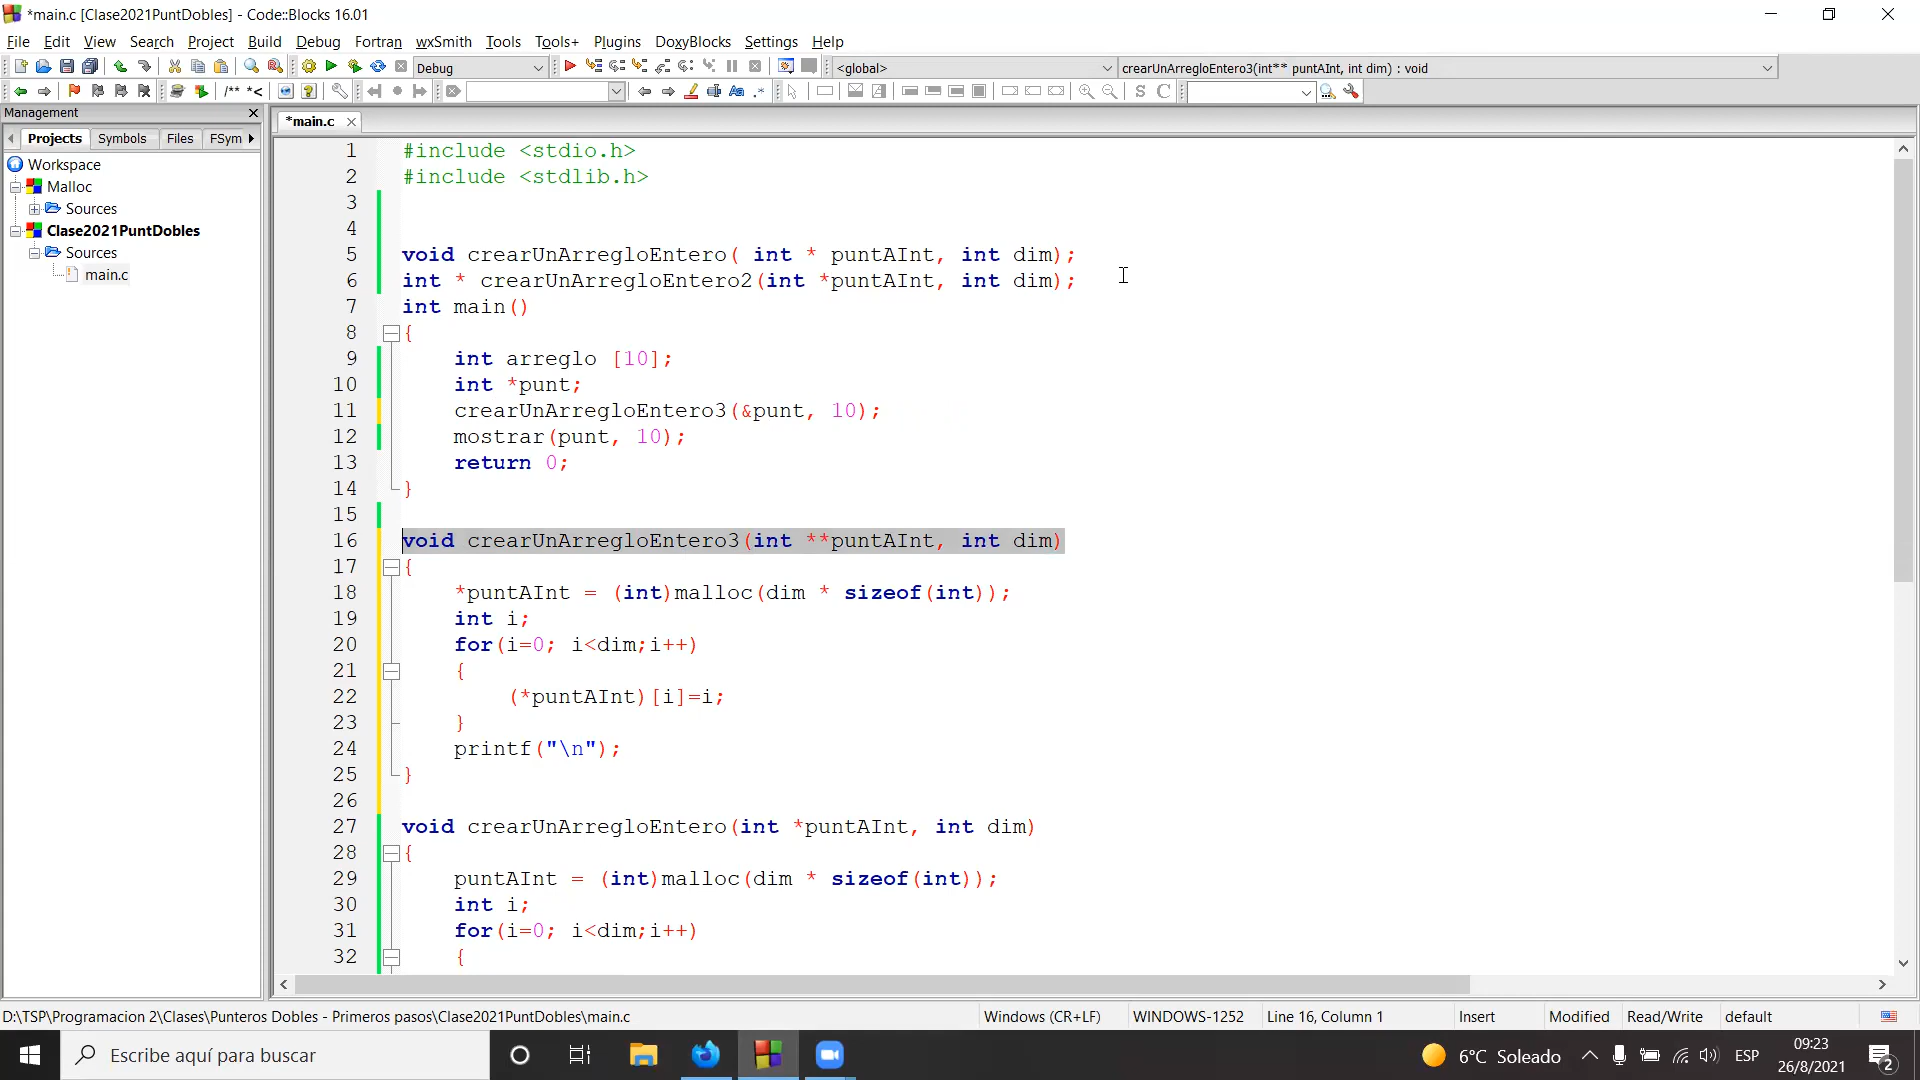 *main.c [Clase2021PuntDobles] - Code::Blocks 16.01
File Edit View Search Project Build Debug Fortran wxSmith Tools Tools+ Plugins DoxyBlocks Settings Help
Debug <global> crearUnArregloEntero3(int** puntAInt, int dim) : void
/** *< Aa .* S C
Management
*main.c
Projects Symbols Files FSym
Workspace
Malloc
Sources
Clase2021PuntDobles
Sources
main.c
1 #include <stdio.h>
2 #include <stdlib.h>
3
4
5 void crearUnArregloEntero( int * puntAInt, int dim);
6 int * crearUnArregloEntero2(int *puntAInt, int dim);
7 int main()
8 {
9 int arreglo [10];
10 int *punt;
11 crearUnArregloEntero3(&punt, 10);
12 mostrar(punt, 10);
13 return 0;
14 }
15
16 void crearUnArregloEntero3(int **puntAInt, int dim)
17 {
18 *puntAInt = (int)malloc(dim * sizeof(int));
19 int i;
20 for(i=0; i<dim;i++)
21 {
22 (*puntAInt)[i]=i;
23 }
24 printf("\n");
25 }
26
27 void crearUnArregloEntero(int *puntAInt, int dim)
28 {
29 puntAInt = (int)malloc(dim * sizeof(int));
30 int i;
31 for(i=0; i<dim;i++)
32 {
D:\TSP\Programacion 2\Clases\Punteros Dobles - Primeros pasos\Clase2021PuntDobles\main.c Windows (CR+LF) WINDOWS-1252 Line 16, Column 1 Insert Modified Read/Write default
Escribe aquí para buscar
6°C Soleado
ESP
09:23
26/8/2021
2